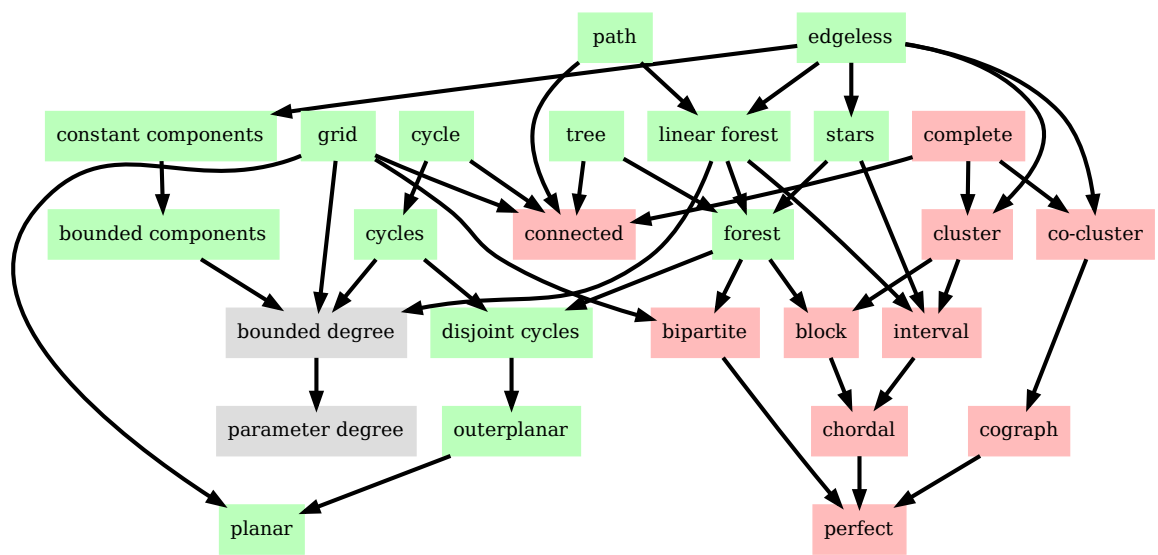 path
edgeless
constant components
grid
cycle
tree
linear forest
stars
complete
bounded components
cycles
connected
forest
cluster
co-cluster
bounded degree
disjoint cycles
bipartite
block
interval
parameter degree
outerplanar
chordal
cograph
planar
perfect